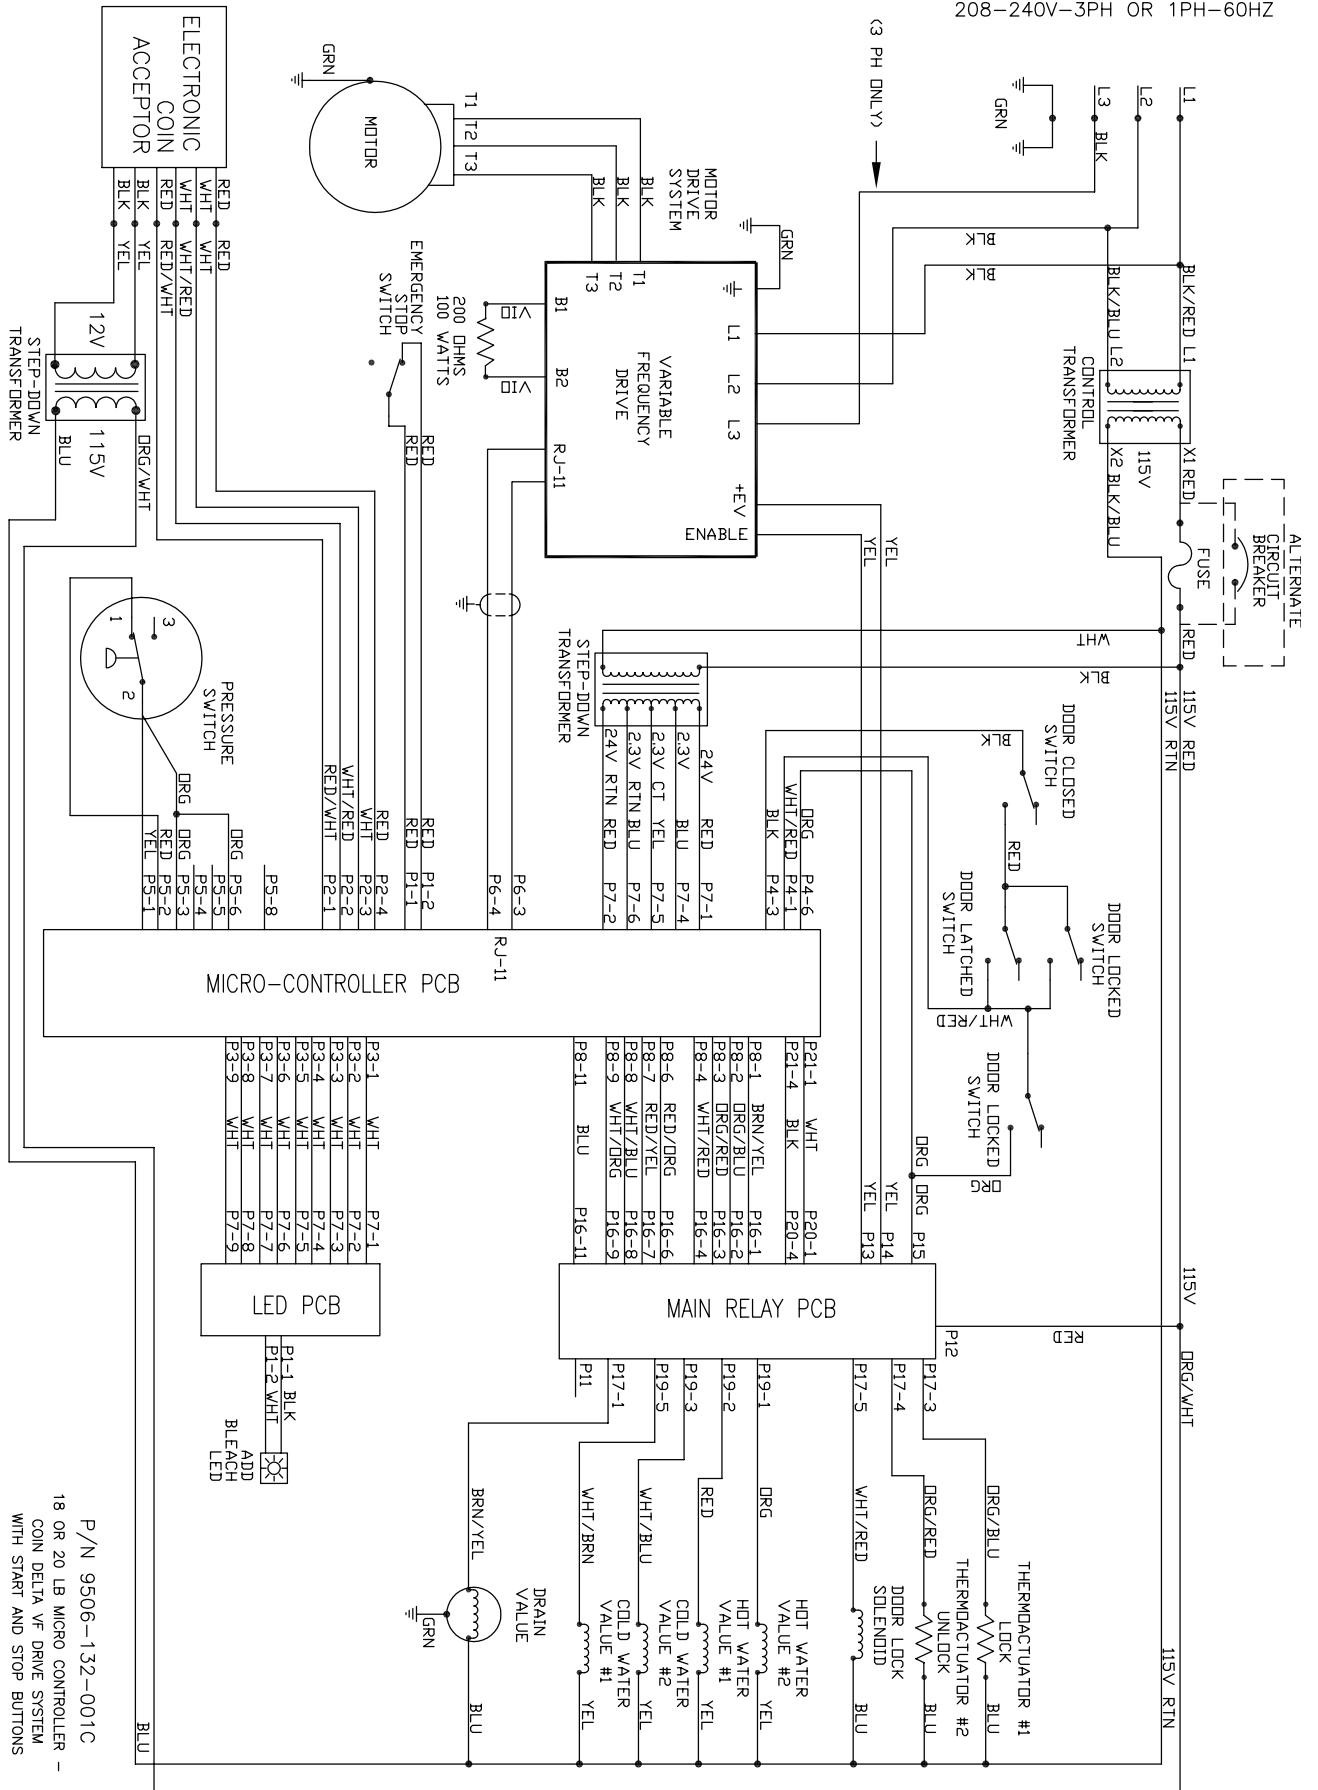 208-240V-3PH OR 1PH-60HZ
L1
L2
L3
BLK
GRN
(3 PH ONLY)
BLK
BLK
BLK/RED L1
BLK/BLU L2
CONTROL
TRANSFORMER
115V
X1 RED
X2 BLK/BLU
ALTERNATE
CIRCUIT
BREAKER
FUSE
RED
WHT
BLK
115V RED
115V RTN
115V
ORG/WHT
115V RTN
MOTOR
GRN
T1
T2
T3
BLK
BLK
BLK
MOTOR
DRIVE
SYSTEM
GRN
VARIABLE
FREQUENCY
DRIVE
T1
T2
T3
L1
L2
L3
+EV
ENABLE
B1
B2
RJ-11
VIO
VIO
200 OHMS
100 WATTS
YEL
YEL
EMERGENCY
STOP
SWITCH
RED
RED
ELECTRONIC
COIN
ACCEPTOR
RED
WHT
WHT
RED
BLK
BLK
RED
WHT
WHT/RED
RED/WHT
YEL
YEL
12V
115V
STEP-DOWN
TRANSFORMER
ORG/WHT
BLU
PRESSURE
SWITCH
1
2
3
ORG
STEP-DOWN
TRANSFORMER
24V RED P7-1
2.3V BLU P7-4
2.3V CT YEL P7-5
2.3V RTN BLU P7-6
24V RTN RED P7-2
DOOR CLOSED
SWITCH
BLK
RED
DOOR LATCHED
SWITCH
DOOR LOCKED
SWITCH
WHT/RED
DOOR LOCKED
SWITCH
ORG
ORG P4-6
WHT/RED P4-1
BLK P4-3
P6-3
P6-4
RED P1-2
RED P1-1
RED P2-4
WHT P2-3
WHT/RED P2-2
RED/WHT P2-1
P5-8
ORG P5-6
P5-5
P5-4
ORG P5-3
RED P5-2
YEL P5-1
RJ-11
MICRO-CONTROLLER PCB
P21-1 WHT P20-1
P21-4 BLK P20-4
P8-1 BRN/YEL P16-1
P8-2 ORG/BLU P16-2
P8-3 ORG/RED P16-3
P8-4 WHT/RED P16-4
P8-6 RED/ORG P16-6
P8-7 RED/YEL P16-7
P8-8 WHT/BLU P16-8
P8-9 WHT/ORG P16-9
P8-11 BLU P16-11
P3-1 WHT P7-1
P3-2 WHT P7-2
P3-3 WHT P7-3
P3-4 WHT P7-4
P3-5 WHT P7-5
P3-6 WHT P7-6
P3-7 WHT P7-7
P3-8 WHT P7-8
P3-9 WHT P7-9
ORG ORG P15
YEL P14
YEL P13
MAIN RELAY PCB
P12
RED
LED PCB
P1-1 BLK
P1-2 WHT
ADD
BLEACH
LED
P17-3
P17-4
P17-5
P19-1
P19-2
P19-3
P19-5
P17-1
P11
ORG/BLU
THERMOACTUATOR #1
LOCK
BLU
ORG/RED
THERMOACTUATOR #2
UNLOCK
BLU
WHT/RED
DOOR LOCK
SOLENOID
BLU
ORG
HOT WATER
VALUE #2
YEL
RED
HOT WATER
VALUE #1
YEL
WHT/BLU
COLD WATER
VALUE #2
YEL
WHT/BRN
COLD WATER
VALUE #1
YEL
BRN/YEL
DRAIN
VALUE
GRN
BLU
BLU
P/N 9506-132-001C
18 OR 20 LB MICRO CONTROLLER -
COIN DELTA VF DRIVE SYSTEM
WITH START AND STOP BUTTONS